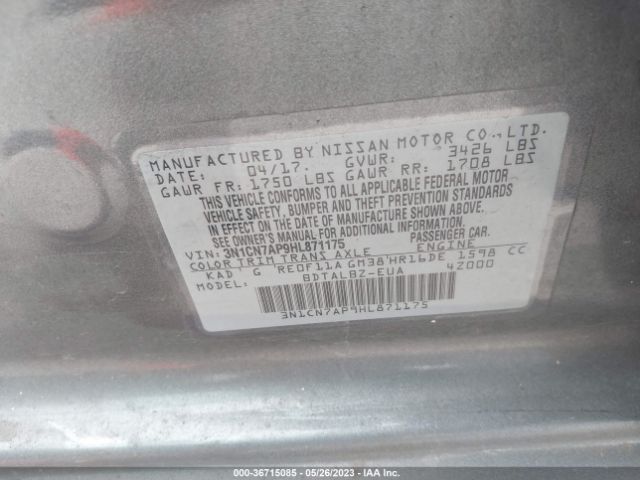 MANUFACTURED BY NISSAN MOTOR CO., LTD.
DATE: 04/17. GVWR: 3426 LBS
GAWR FR: 1750 LBS GAWR RR: 1708 LBS
THIS VEHICLE CONFORMS TO ALL APPLICABLE FEDERAL MOTOR
VEHICLE SAFETY, BUMPER AND THEFT PREVENTION STANDARDS
IN EFFECT ON THE DATE OF MANUFACTURE SHOWN ABOVE.
SEE OWNER'S MANUAL FOR ADDITIONAL INFORMATION.
VIN: 3N1CN7AP9HL871175 PASSENGER CAR.
COLOR TRIM TRANS AXLE ENGINE
KAD G RE0F11A GM38 HR16DE 1598 CC
MODEL: BDTALBZ-EUA 4Z000
3N1CN7AP9HL871175
000-36715085 - 05/26/2023 - IAA Inc.